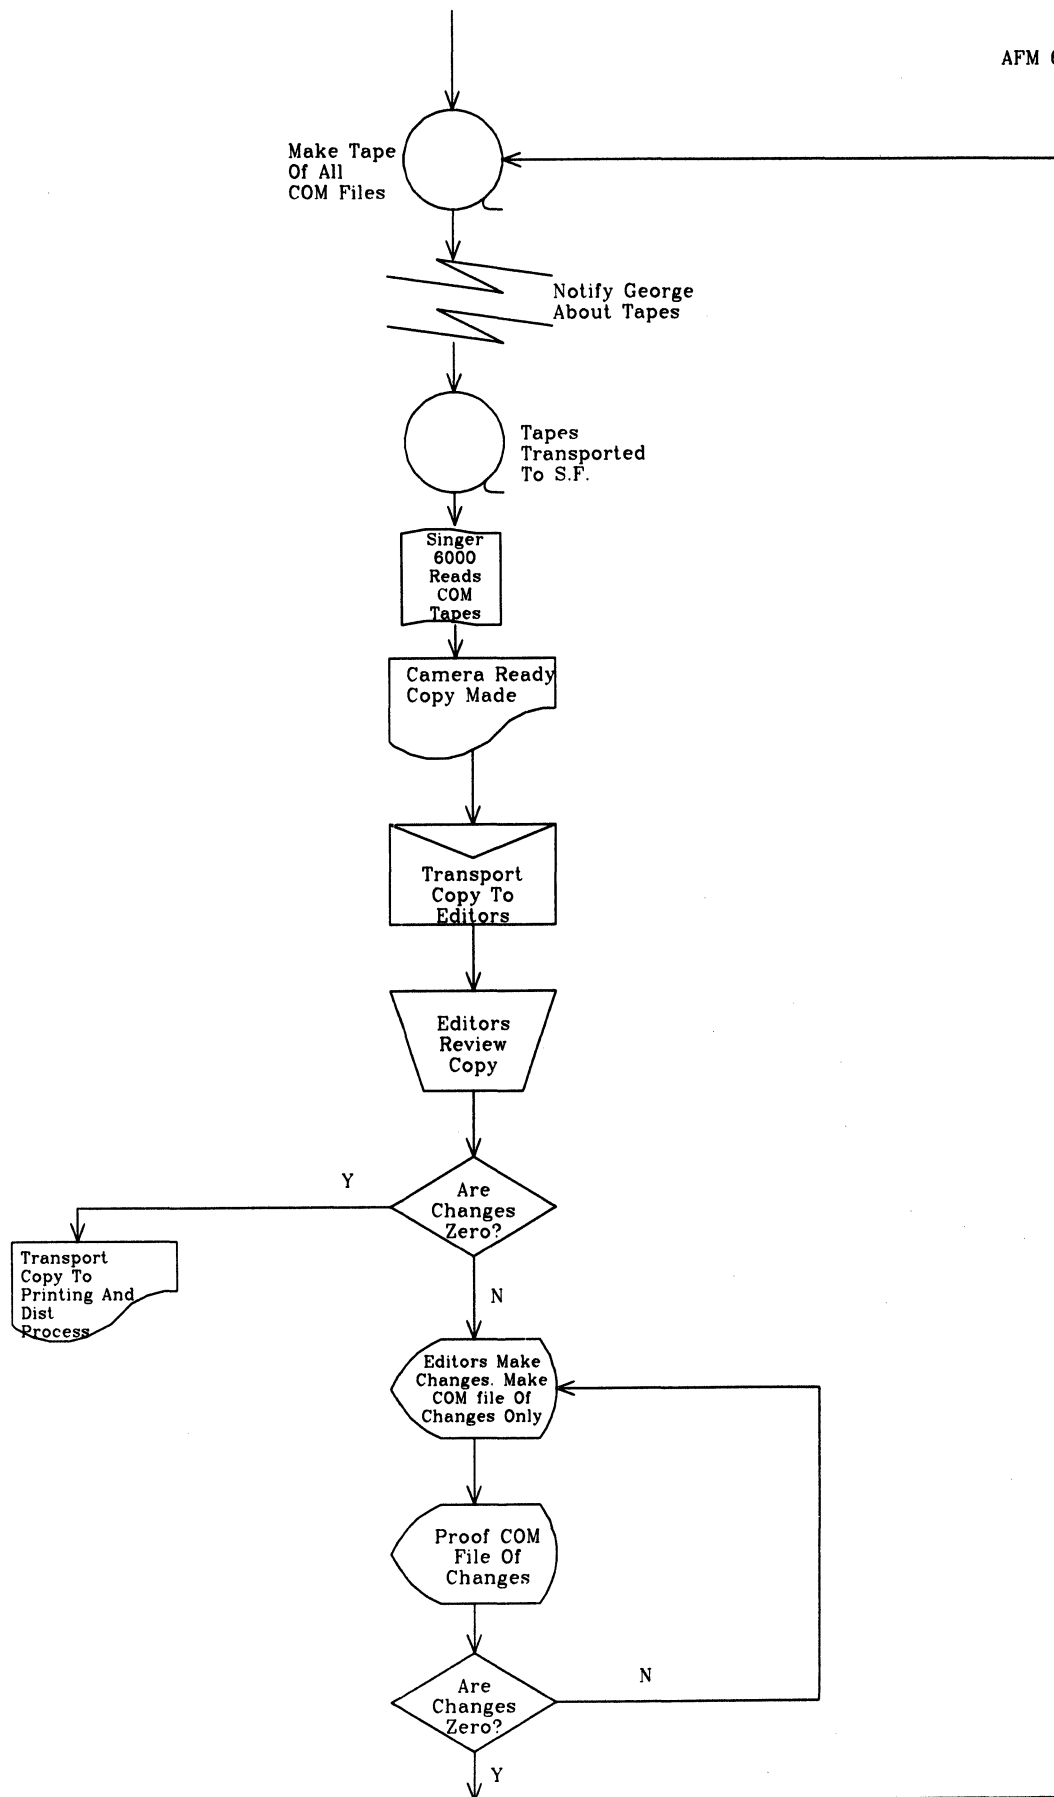 AFM 6
Make Tape
Of All
COM Files
Notify George
About Tapes
Tapes
Transported
To S.F.
Singer
6000
Reads
COM
Tapes
Camera Ready
Copy Made
Transport
Copy To
Editors
Editors
Review
Copy
Y
Are
Changes
Zero?
Transport
Copy To
Printing And
Dist
Process
N
Editors Make
Changes. Make
COM file Of
Changes Only
Proof COM
File Of
Changes
Are
Changes
Zero?
N
Y